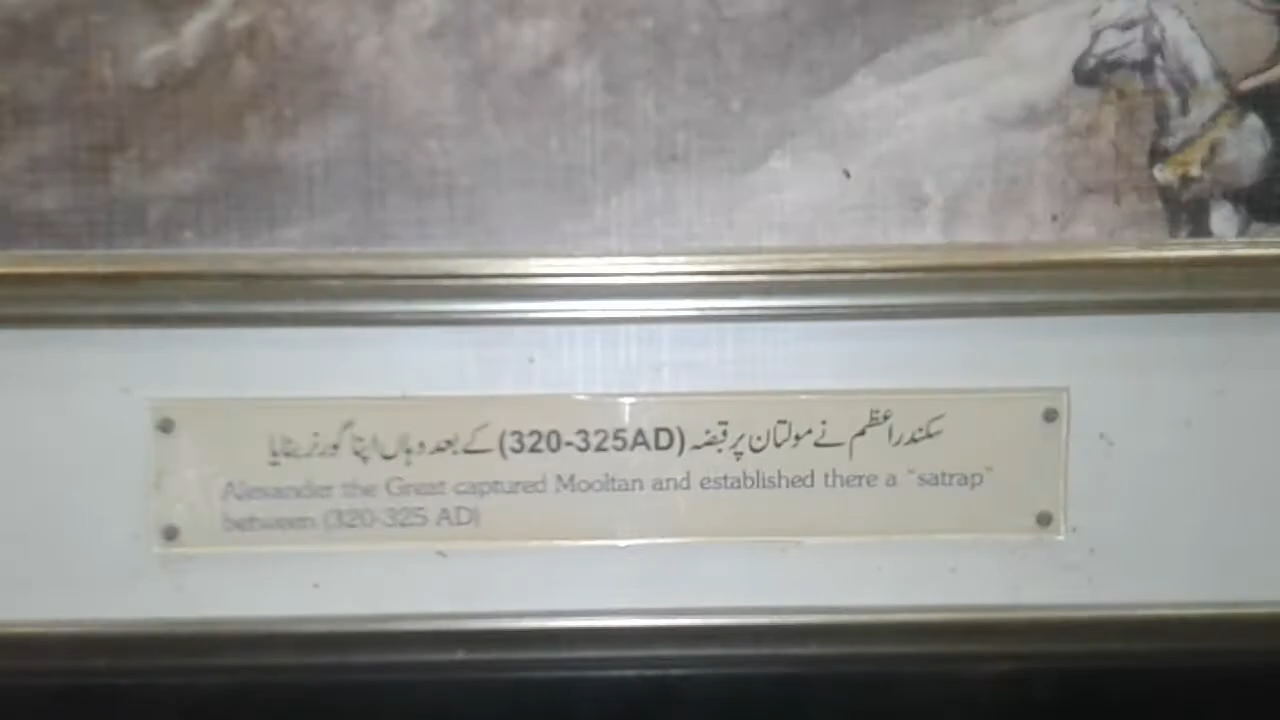 سکندراعظم نے مولتان پر قبضہ (320-325AD) کے بعد وہاں اپنا گورنر بنایا
Alexander the Great captured Mooltan and established there a "satrap"
between (320-325 AD)